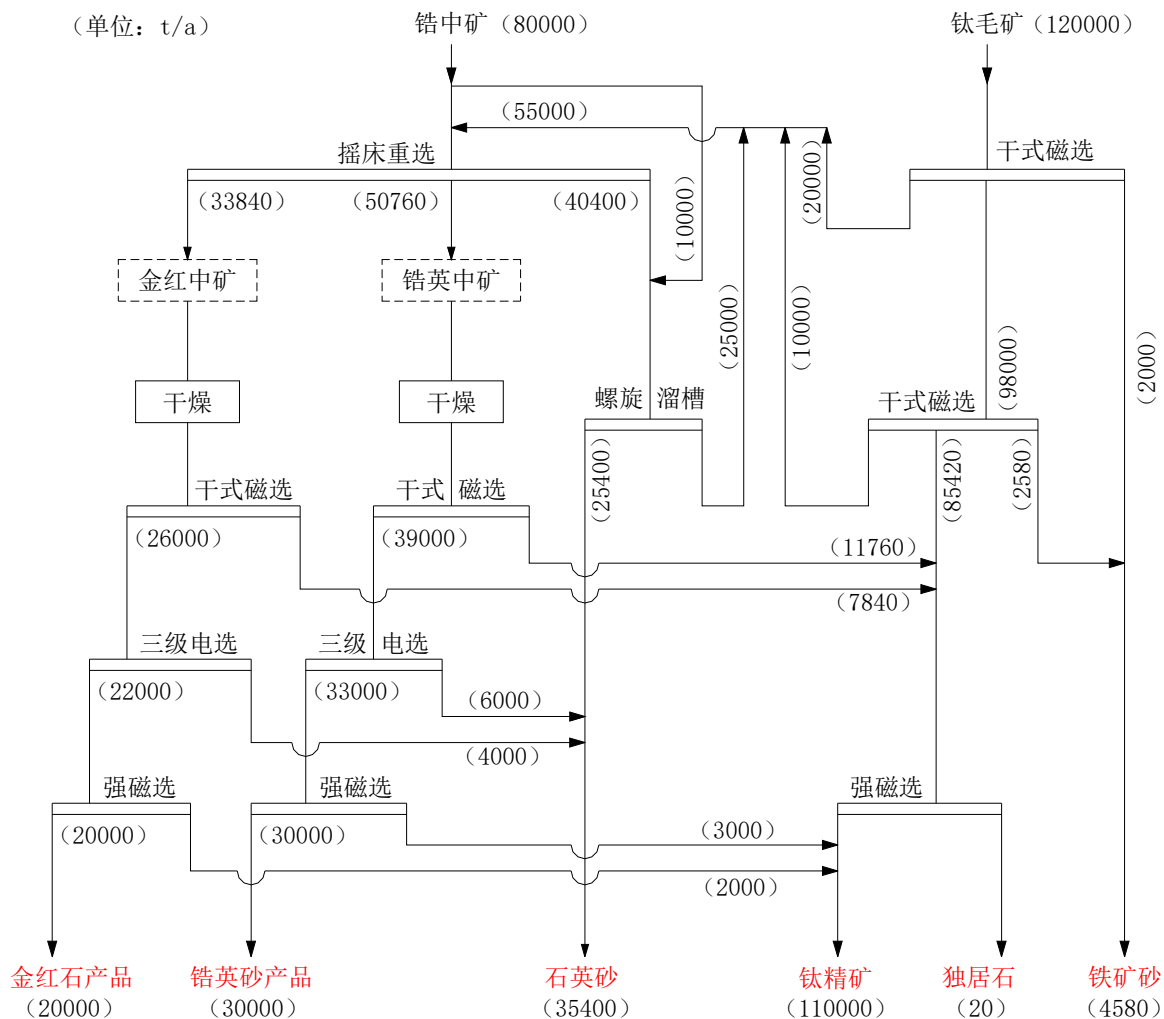 （单位：t/a）
锆中矿（80000）
钛毛矿（120000）
（55000）
摇床重选
干式磁选
（33840）
（50760）
（40400）
（10000）
（20000）
金红中矿
锆英中矿
（25000）
（10000）
（98000）
（2000）
干燥
干燥
螺旋 溜槽
干式磁选
（25400）
（85420）
（2580）
干式磁选
干式 磁选
（26000）
（39000）
（11760）
（7840）
三级电选
三级 电选
（22000）
（33000）
（6000）
（4000）
强磁选
强磁选
强磁选
（20000）
（30000）
（3000）
（2000）
金红石产品
锆英砂产品
石英砂
钛精矿
独居石
铁矿砂
（20000）
（30000）
（35400）
（110000）
（20）
（4580）